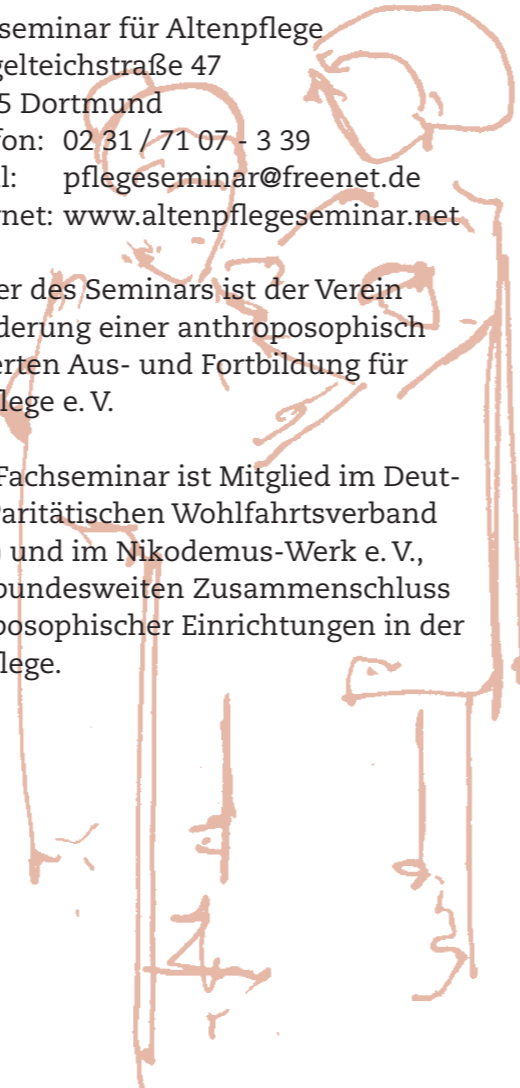 seminar für Altenpflege
gelteichstraße 47
5 Dortmund
fon: 02 31 / 71 07 - 3 39
l: pflegeseminar@freenet.de
rnet: www.altenpflegeseminar.net
er des Seminars ist der Verein
derung einer anthroposophisch
erten Aus- und Fortbildung für
lege e. V.
Fachseminar ist Mitglied im Deut-
Paritätischen Wohlfahrtsverband
) und im Nikodemus-Werk e. V.,
bundesweiten Zusammenschluss
posophischer Einrichtungen in der
lege.